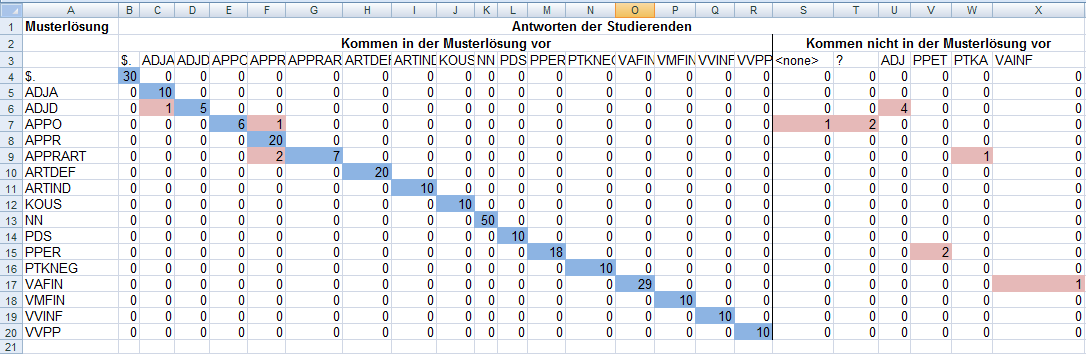 A B C D E F G H I J K L M N O P Q R S T U V W X
1 Musterlösung Antworten der Studierenden
2 Kommen in der Musterlösung vor Kommen nicht in der Musterlösung vor
3 $. ADJA ADJD APPO APPR APPRAR ARTDEF ARTIND KOUS NN PDS PPER PTKNEG VAFIN VMFIN VVINF VVPP <none> ? ADJ PPET PTKA VAINF
4 $. 30 0 0 0 0 0 0 0 0 0 0 0 0 0 0 0 0 0 0 0 0 0 0
5 ADJA 0 10 0 0 0 0 0 0 0 0 0 0 0 0 0 0 0 0 0 0 0 0 0
6 ADJD 0 1 5 0 0 0 0 0 0 0 0 0 0 0 0 0 0 0 0 4 0 0 0
7 APPO 0 0 0 6 1 0 0 0 0 0 0 0 0 0 0 0 0 1 2 0 0 0 0
8 APPR 0 0 0 0 20 0 0 0 0 0 0 0 0 0 0 0 0 0 0 0 0 0 0
9 APPRART 0 0 0 0 2 7 0 0 0 0 0 0 0 0 0 0 0 0 0 0 0 1 0
10 ARTDEF 0 0 0 0 0 0 20 0 0 0 0 0 0 0 0 0 0 0 0 0 0 0 0
11 ARTIND 0 0 0 0 0 0 0 10 0 0 0 0 0 0 0 0 0 0 0 0 0 0 0
12 KOUS 0 0 0 0 0 0 0 0 10 0 0 0 0 0 0 0 0 0 0 0 0 0 0
13 NN 0 0 0 0 0 0 0 0 0 50 0 0 0 0 0 0 0 0 0 0 0 0 0
14 PDS 0 0 0 0 0 0 0 0 0 0 10 0 0 0 0 0 0 0 0 0 0 0 0
15 PPER 0 0 0 0 0 0 0 0 0 0 0 18 0 0 0 0 0 0 0 0 2 0 0
16 PTKNEG 0 0 0 0 0 0 0 0 0 0 0 0 10 0 0 0 0 0 0 0 0 0 0
17 VAFIN 0 0 0 0 0 0 0 0 0 0 0 0 0 29 0 0 0 0 0 0 0 0 1
18 VMFIN 0 0 0 0 0 0 0 0 0 0 0 0 0 0 10 0 0 0 0 0 0 0 0
19 VVINF 0 0 0 0 0 0 0 0 0 0 0 0 0 0 0 10 0 0 0 0 0 0 0
20 VVPP 0 0 0 0 0 0 0 0 0 0 0 0 0 0 0 0 10 0 0 0 0 0 0
21